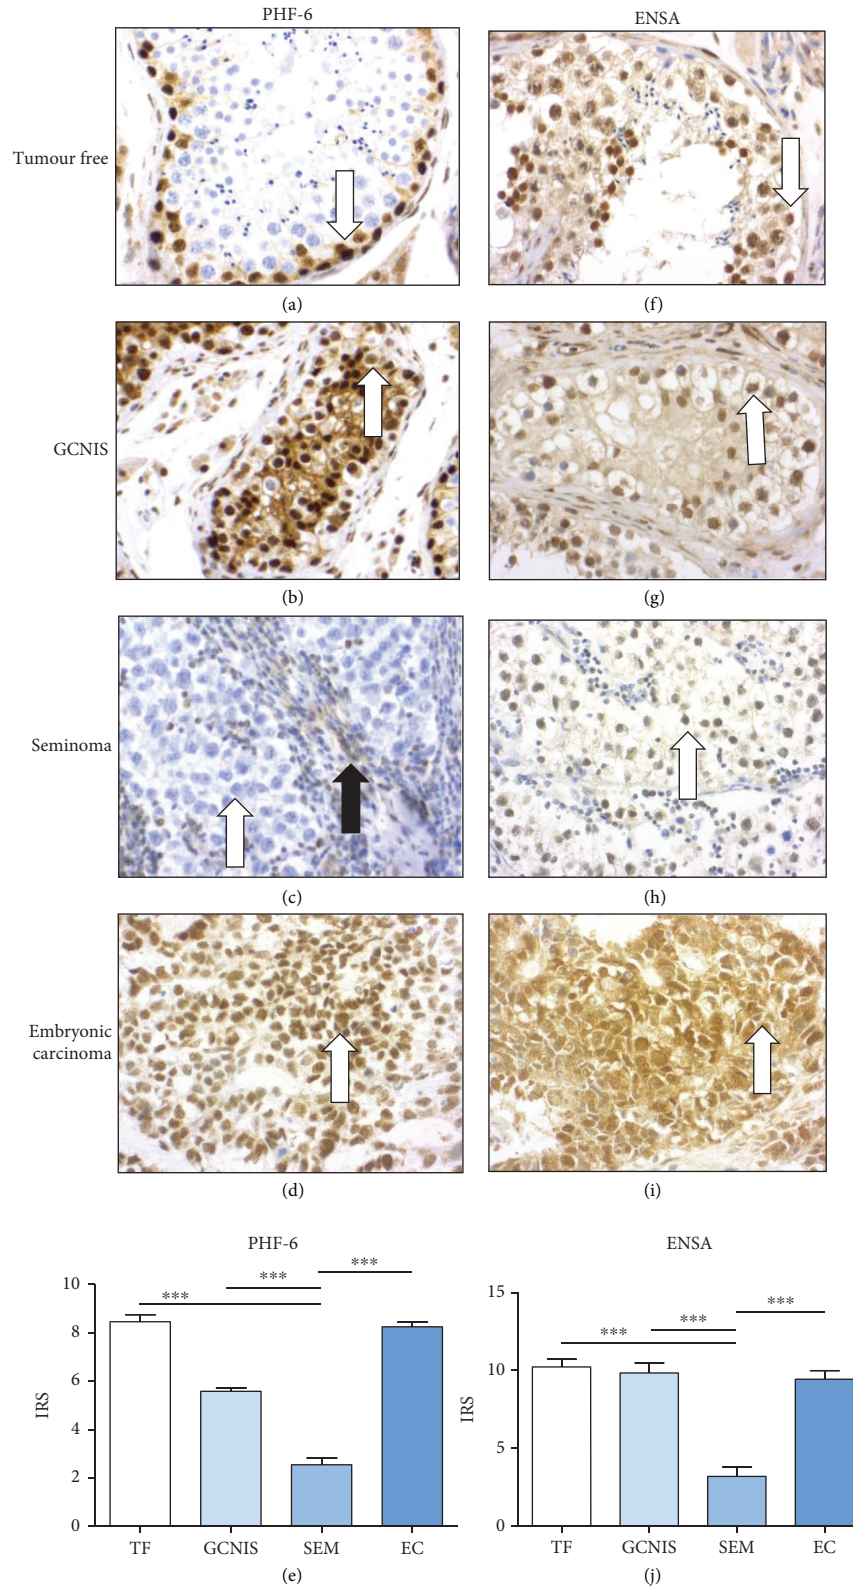 PHF-6
ENSA
Tumour free
(a)
(f)
GCNIS
(b)
(g)
Seminoma
(c)
(h)
Embryonic
carcinoma
(d)
(i)
PHF-6
***
***
***
10
8
6
4
2
0
IRS
TF GCNIS SEM EC
(e)
ENSA
***
***
***
15
10
5
0
IRS
TF GCNIS SEM EC
(j)